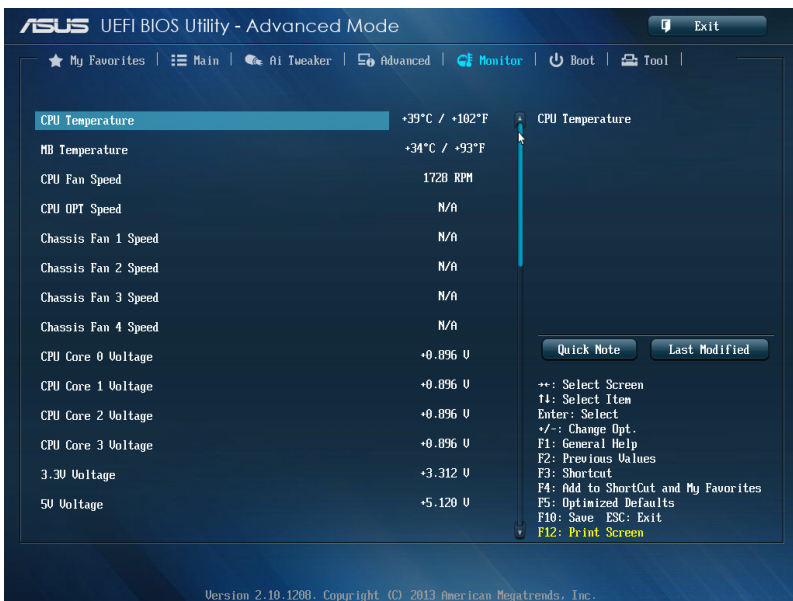 ASUS UEFI BIOS Utility - Advanced Mode
Exit
My Favorites | Main | Ai Tweaker | Advanced | Monitor | Boot | Tool |
CPU Temperature +39°C / +102°F
MB Temperature +34°C / +93°F
CPU Fan Speed 1728 RPM
CPU OPT Speed N/A
Chassis Fan 1 Speed N/A
Chassis Fan 2 Speed N/A
Chassis Fan 3 Speed N/A
Chassis Fan 4 Speed N/A
CPU Core 0 Voltage +0.896 V
CPU Core 1 Voltage +0.896 V
CPU Core 2 Voltage +0.896 V
CPU Core 3 Voltage +0.896 V
3.3V Voltage +3.312 V
5V Voltage +5.120 V
CPU Temperature
Quick Note
Last Modified
→←: Select Screen
↑↓: Select Item
Enter: Select
+/-: Change Opt.
F1: General Help
F2: Previous Values
F3: Shortcut
F4: Add to ShortCut and My Favorites
F5: Optimized Defaults
F10: Save ESC: Exit
F12: Print Screen
Version 2.10.1208. Copyright (C) 2013 American Megatrends, Inc.